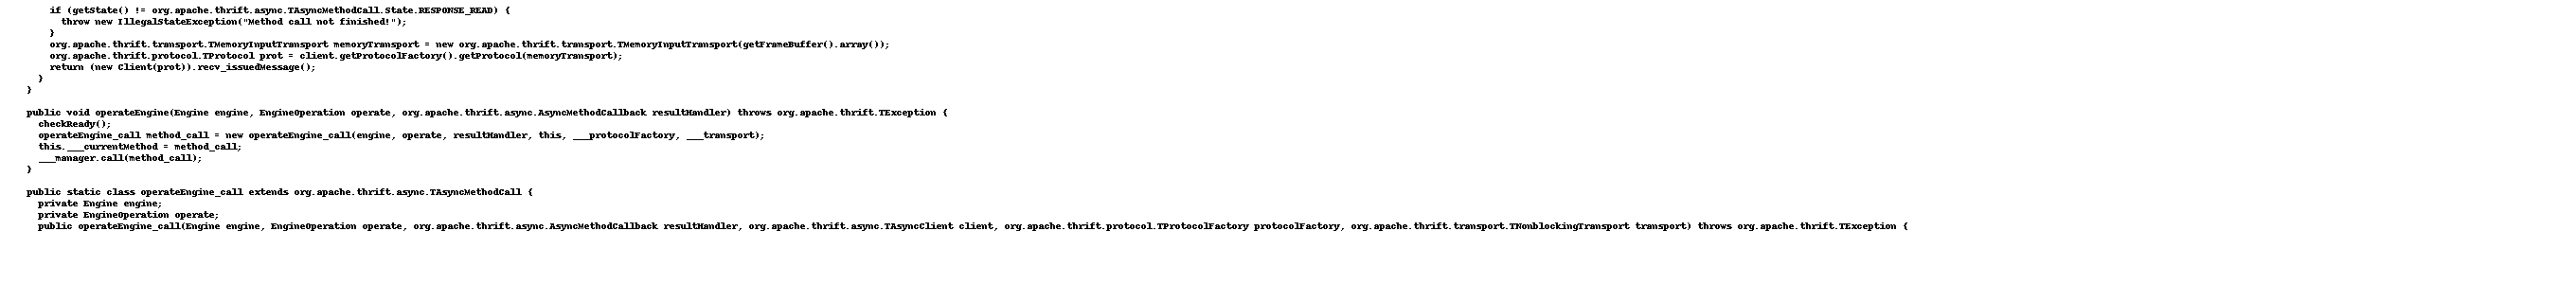 if (getState() != org.apache.thrift.async.TAsyncMethodCall.State.RESPONSE_READ) {
throw new IllegalStateException("Method call not finished!");
}
org.apache.thrift.transport.TMemoryInputTransport memoryTransport = new org.apache.thrift.transport.TMemoryInputTransport(getFrameBuffer().array());
org.apache.thrift.protocol.TProtocol prot = client.getProtocolFactory().getProtocol(memoryTransport);
return (new Client(prot)).recv_issuedMessage();
}
}
public void operateEngine(Engine engine, EngineOperation operate, org.apache.thrift.async.AsyncMethodCallback resultHandler) throws org.apache.thrift.TException {
checkReady();
operateEngine_call method_call = new operateEngine_call(engine, operate, resultHandler, this, ___protocolFactory, ___transport);
this.___currentMethod = method_call;
___manager.call(method_call);
}
public static class operateEngine_call extends org.apache.thrift.async.TAsyncMethodCall {
private Engine engine;
private EngineOperation operate;
public operateEngine_call(Engine engine, EngineOperation operate, org.apache.thrift.async.AsyncMethodCallback resultHandler, org.apache.thrift.async.TAsyncClient client, org.apache.thrift.protocol.TProtocolFactory protocolFactory, org.apache.thrift.transport.TNonblockingTransport transport) throws org.apache.thrift.TException {